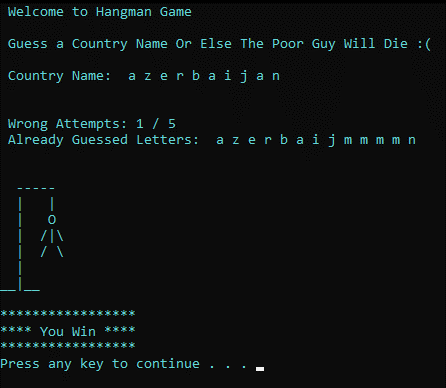 Welcome to Hangman Game
Guess a Country Name Or Else The Poor Guy Will Die :(
Country Name:  a z e r b a i j a n
Wrong Attempts: 1 / 5
Already Guessed Letters:  a z e r b a i j m m m m n
  -----
  |   |
  |   O
  |  /|\
  |  / \
  |
__|__
*****************
**** You Win ****
*****************
Press any key to continue . . .